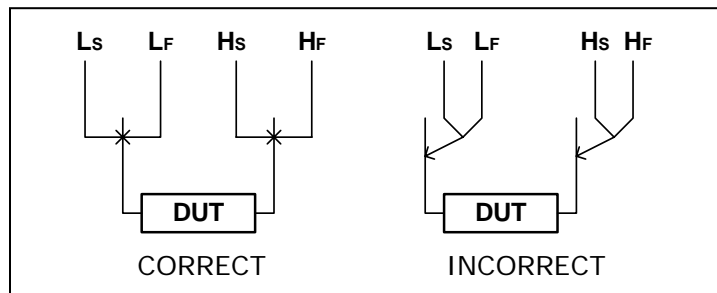 LS LF HS HF LS LF HS HF
DUT DUT
CORRECT INCORRECT